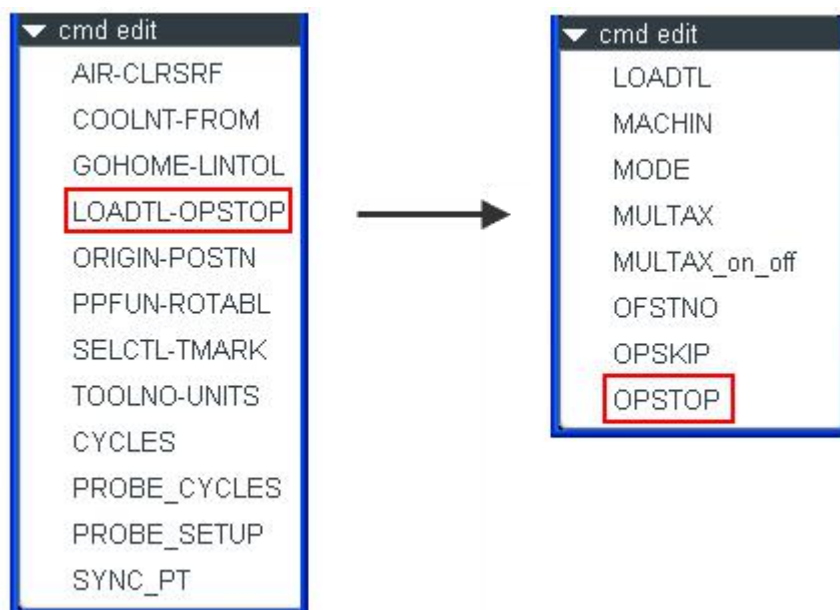 cmd edit
AIR-CLRSRF
COOLNT-FROM
GOHOME-LINTOL
LOADTL-OPSTOP
ORIGIN-POSTN
PPFUN-ROTABL
SELCTL-TMARK
TOOLNO-UNITS
CYCLES
PROBE_CYCLES
PROBE_SETUP
SYNC_PT
cmd edit
LOADTL
MACHIN
MODE
MULTAX
MULTAX_on_off
OFSTNO
OPSKIP
OPSTOP